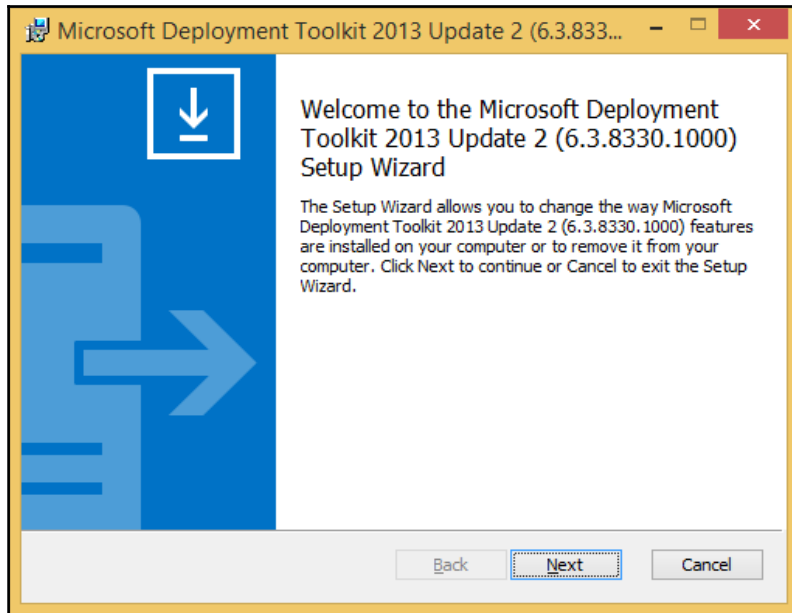 Microsoft Deployment Toolkit 2013 Update 2 (6.3.833...
Welcome to the Microsoft Deployment
Toolkit 2013 Update 2 (6.3.8330.1000)
Setup Wizard
The Setup Wizard allows you to change the way Microsoft
Deployment Toolkit 2013 Update 2 (6.3.8330.1000) features
are installed on your computer or to remove it from your
computer. Click Next to continue or Cancel to exit the Setup
Wizard.
Back Next Cancel